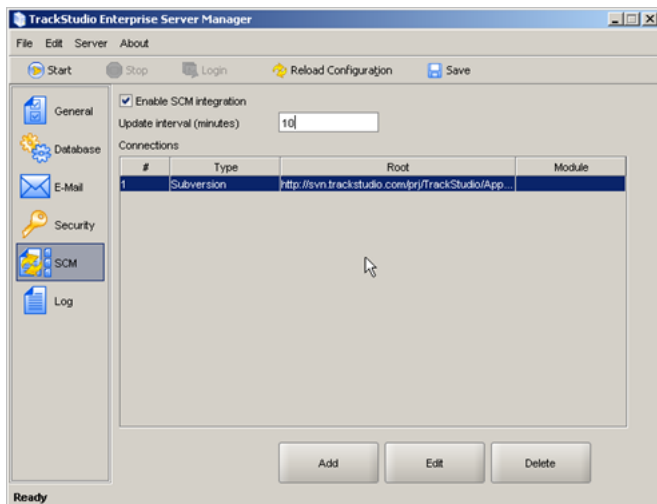 TrackStudio Enterprise Server Manager
File Edit Server About
Start Stop Login Reload Configuration Save
General
Database
E-Mail
Security
SCM
Log
Enable SCM integration
Update interval (minutes) 10
Connections
# Type Root Module
1 Subversion http://svn.trackstudio.com/prj/TrackStudio/App...
Add Edit Delete
Ready